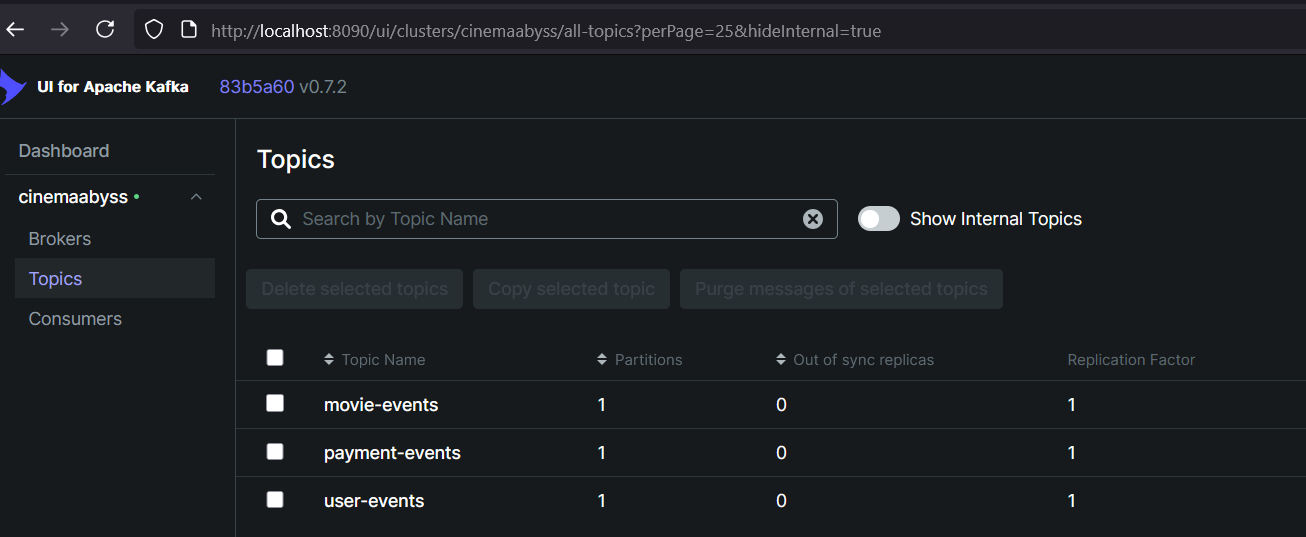 http://localhost:8090/ui/clusters/cinemaabyss/all-topics?perPage=25&hideInternal=true
UI for Apache Kafka 83b5a60 v0.7.2
Dashboard
cinemaabyss
Brokers
Topics
Consumers
Topics
Search by Topic Name Show Internal Topics
Delete selected topics Copy selected topic Purge messages of selected topics
Topic Name Partitions Out of sync replicas Replication Factor
movie-events 1 0 1
payment-events 1 0 1
user-events 1 0 1